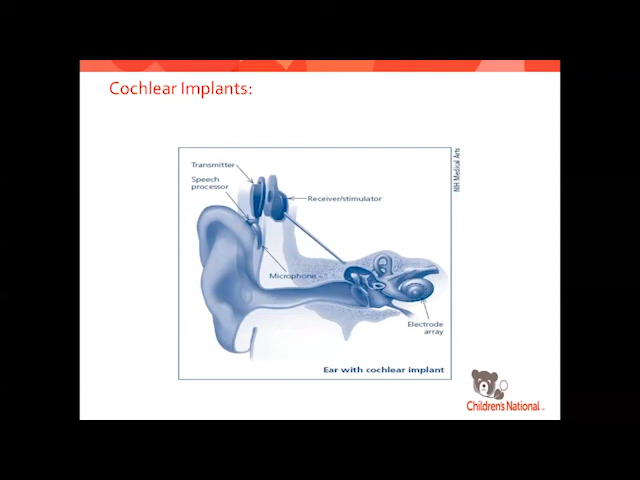 Cochlear Implants:
Transmitter
Speech
processor
Receiver/stimulator
NIH Medical Arts
Microphone
Electrode
array
Ear with cochlear implant
Children's National